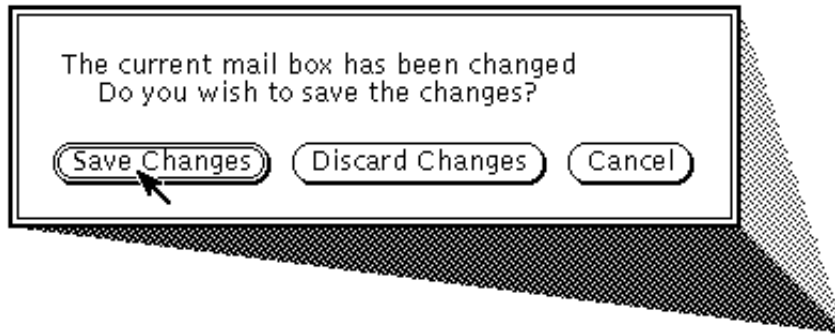 The current mail box has been changed
Do you wish to save the changes?
Save Changes Discard Changes Cancel